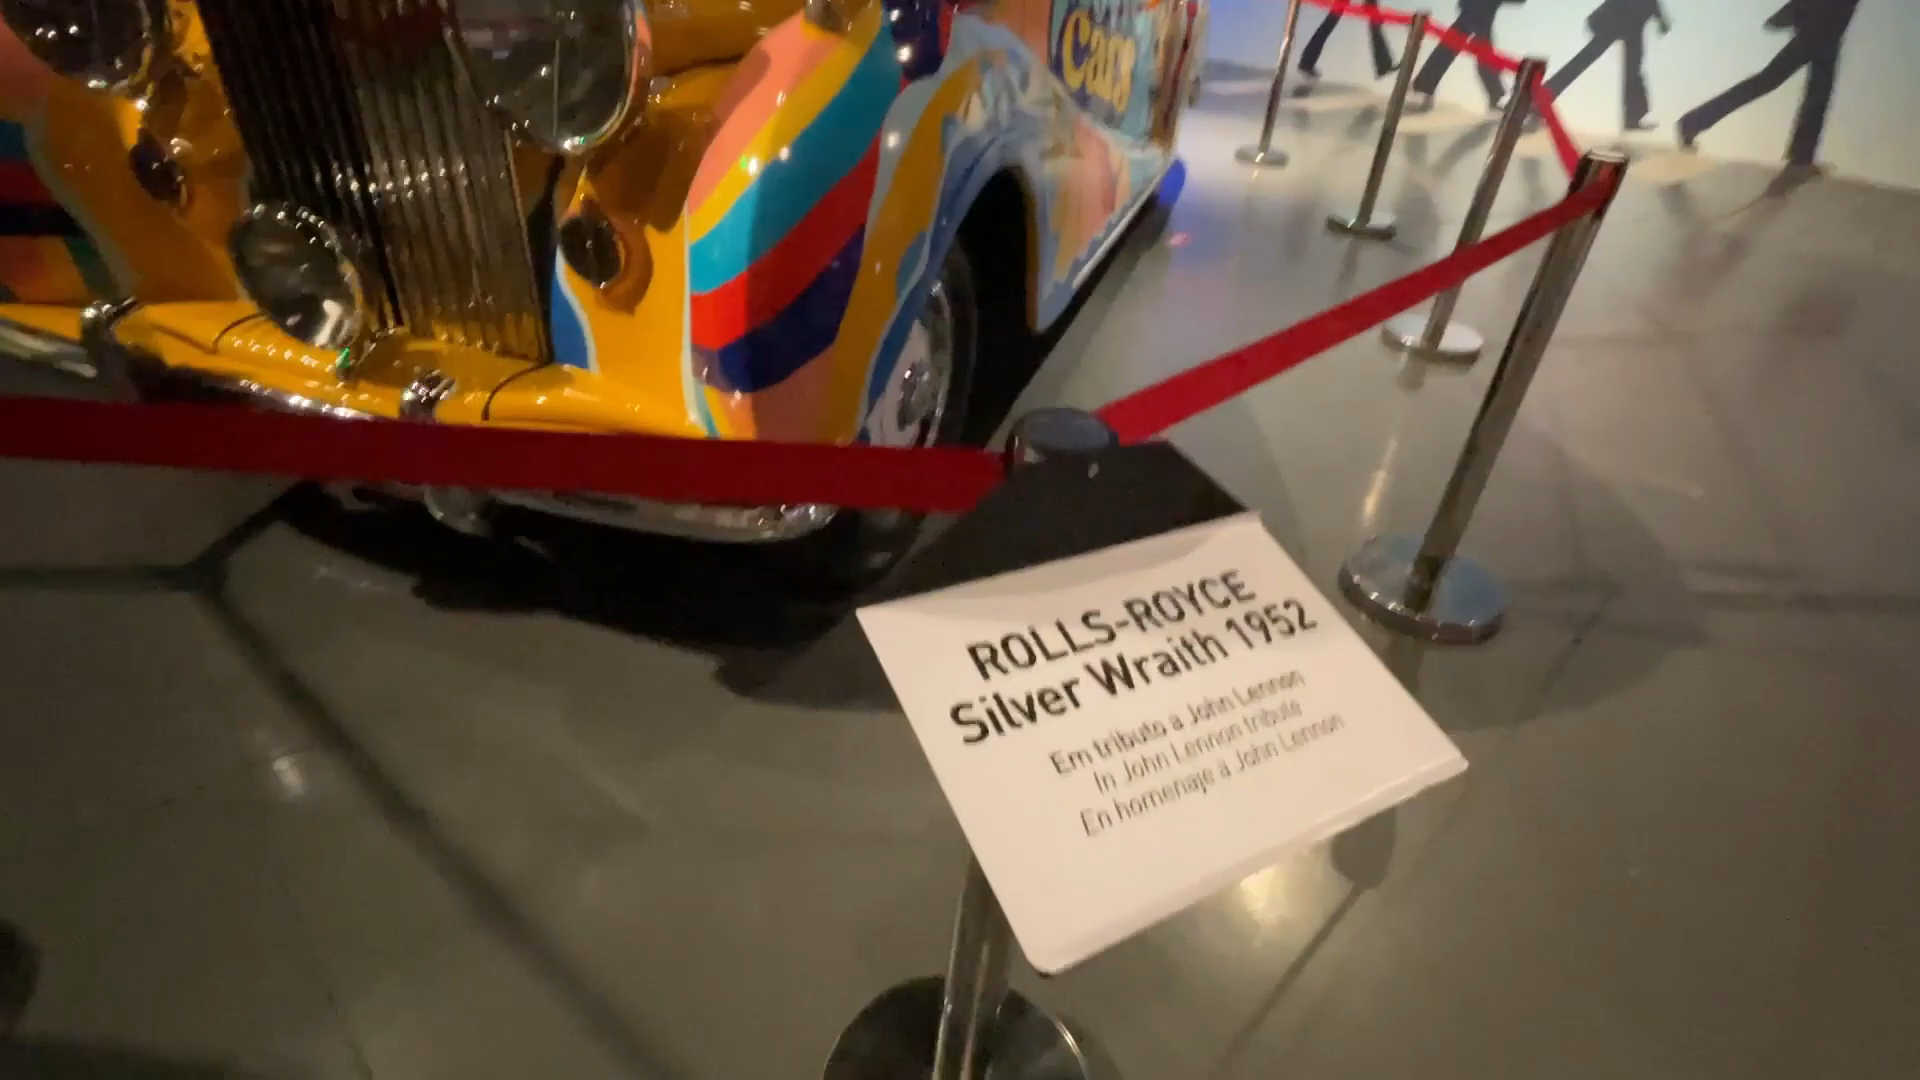 Cars
ROLLS-ROYCE
Silver Wraith 1952
Em tributo a John Lennon
In John Lennon tribute
En homenaje a John Lennon